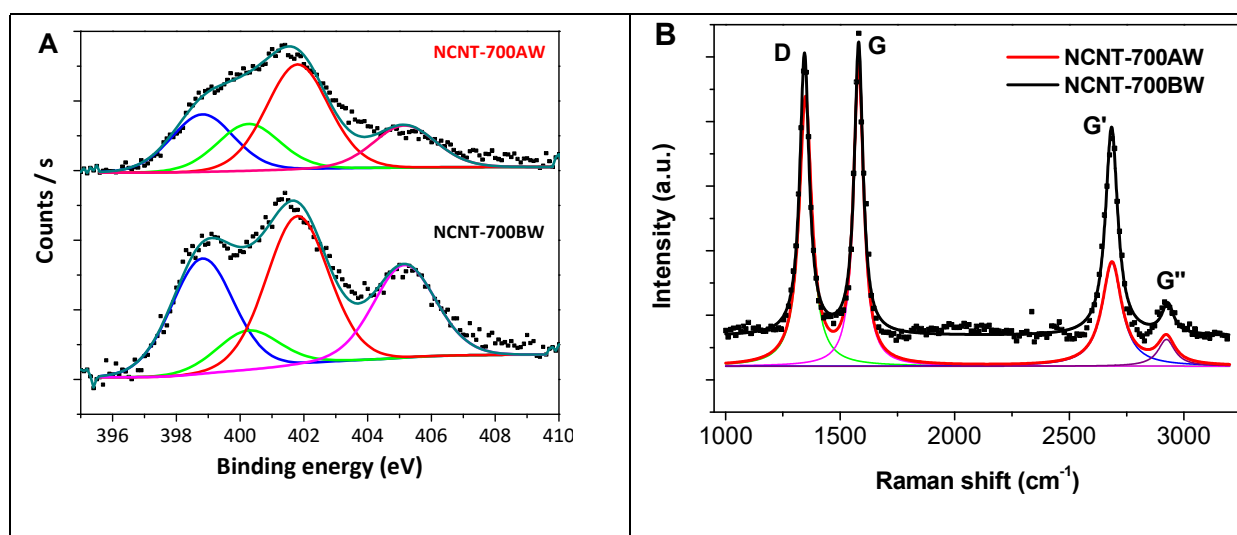 A
NCNT-700AW
NCNT-700BW
Counts / s
396 398 400 402 404 406 408 410
Binding energy (eV)
B
D
G
G'
G''
NCNT-700AW
NCNT-700BW
Intensity (a.u.)
1000 1500 2000 2500 3000
Raman shift (cm⁻¹)